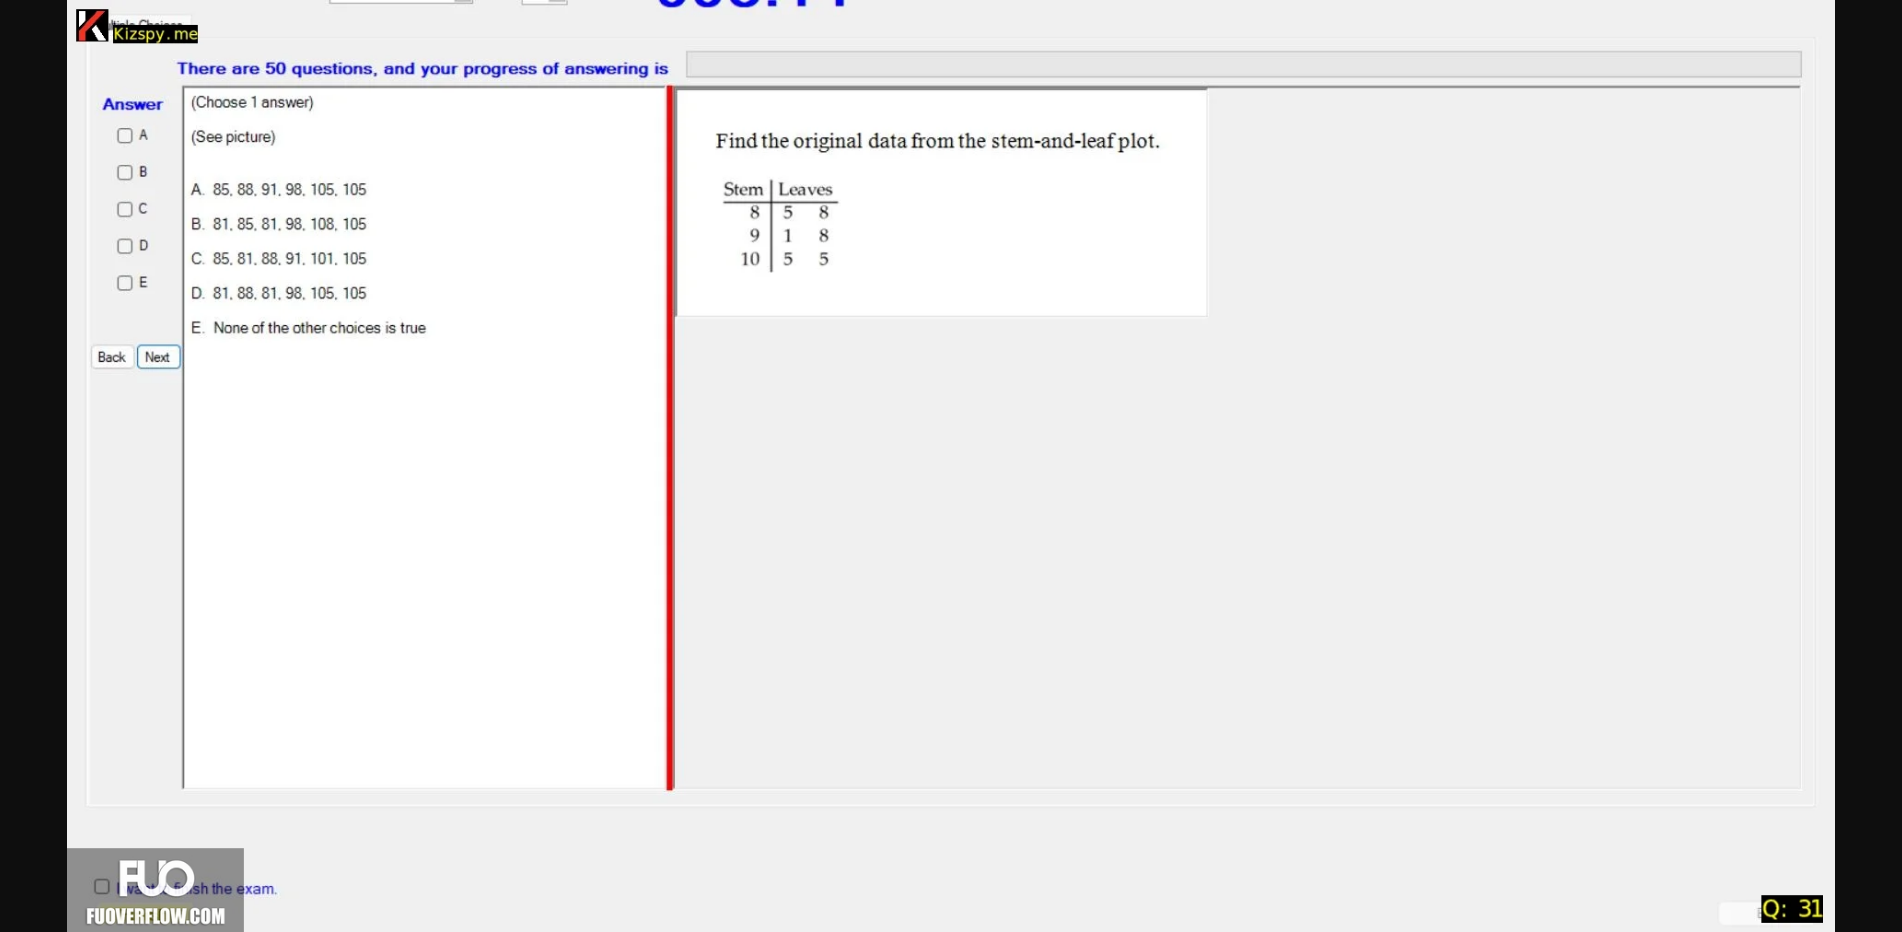 Kizspy.me
There are 50 questions, and your progress of answering is
Answer
A
B
C
D
E
Back Next
(Choose 1 answer)
(See picture)
A. 85, 88, 91, 98, 105, 105
B. 81, 85, 81, 98, 108, 105
C. 85, 81, 88, 91, 101, 105
D. 81, 88, 81, 98, 105, 105
E. None of the other choices is true
Find the original data from the stem-and-leaf plot.
Stem Leaves
8 5 8
9 1 8
10 5 5
FUO
the exam.
FUOVERFLOW.COM
Q: 31